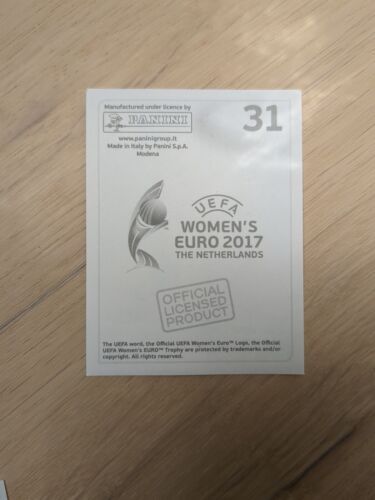 Manufactured under licence by
PANINI
www.paninigroup.it
Made in Italy by Panini S.p.A.
Modena
31
UEFA
WOMEN'S
EURO 2017
THE NETHERLANDS
OFFICIAL
LICENSED
PRODUCT
The UEFA word, the Official UEFA Women's Euro™ Logo, the Official
UEFA Women's EURO™ Trophy are protected by trademarks and/or
copyright. All rights reserved.